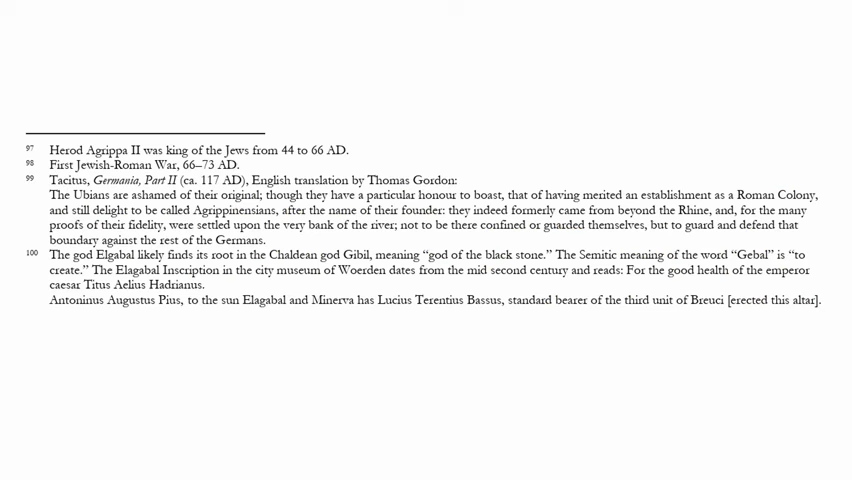 97 Herod Agrippa II was king of the Jews from 44 to 66 AD.
98 First Jewish-Roman War, 66–73 AD.
99 Tacitus, Germania, Part II (ca. 117 AD), English translation by Thomas Gordon:
The Ubians are ashamed of their original; though they have a particular honour to boast, that of having merited an establishment as a Roman Colony,
and still delight to be called Agrippinensians, after the name of their founder: they indeed formerly came from beyond the Rhine, and, for the many
proofs of their fidelity, were settled upon the very bank of the river; not to be there confined or guarded themselves, but to guard and defend that
boundary against the rest of the Germans.
100 The god Elgabal likely finds its root in the Chaldean god Gibil, meaning “god of the black stone.” The Semitic meaning of the word “Gebal” is “to
create.” The Elagabal Inscription in the city museum of Woerden dates from the mid second century and reads: For the good health of the emperor
caesar Titus Aelius Hadrianus.
Antoninus Augustus Pius, to the sun Elagabal and Minerva has Lucius Terentius Bassus, standard bearer of the third unit of Breuci [erected this altar].